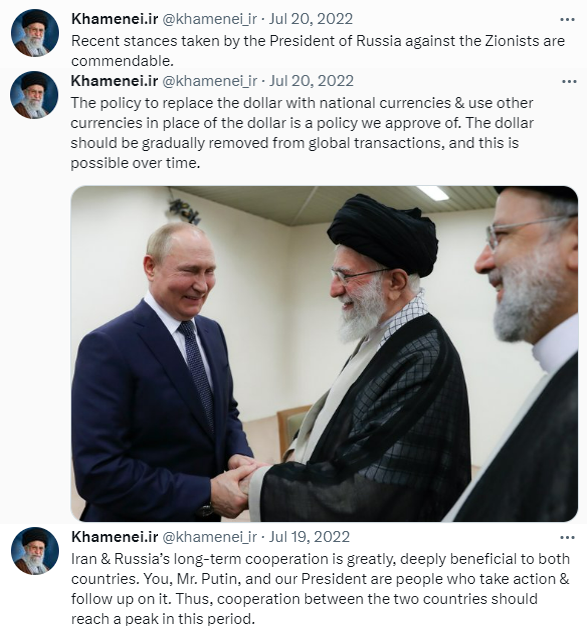 Khamenei.ir @khamenei_ir · Jul 20, 2022
Recent stances taken by the President of Russia against the Zionists are
commendable.
Khamenei.ir @khamenei_ir · Jul 20, 2022
The policy to replace the dollar with national currencies & use other
currencies in place of the dollar is a policy we approve of. The dollar
should be gradually removed from global transactions, and this is
possible over time.
Khamenei.ir @khamenei_ir · Jul 19, 2022
Iran & Russia’s long-term cooperation is greatly, deeply beneficial to both
countries. You, Mr. Putin, and our President are people who take action &
follow up on it. Thus, cooperation between the two countries should
reach a peak in this period.